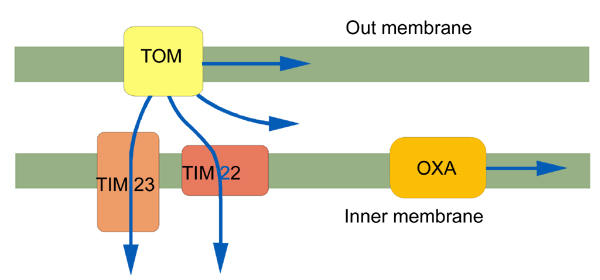 Out membrane
TOM
TIM 23
TIM 22
OXA
Inner membrane